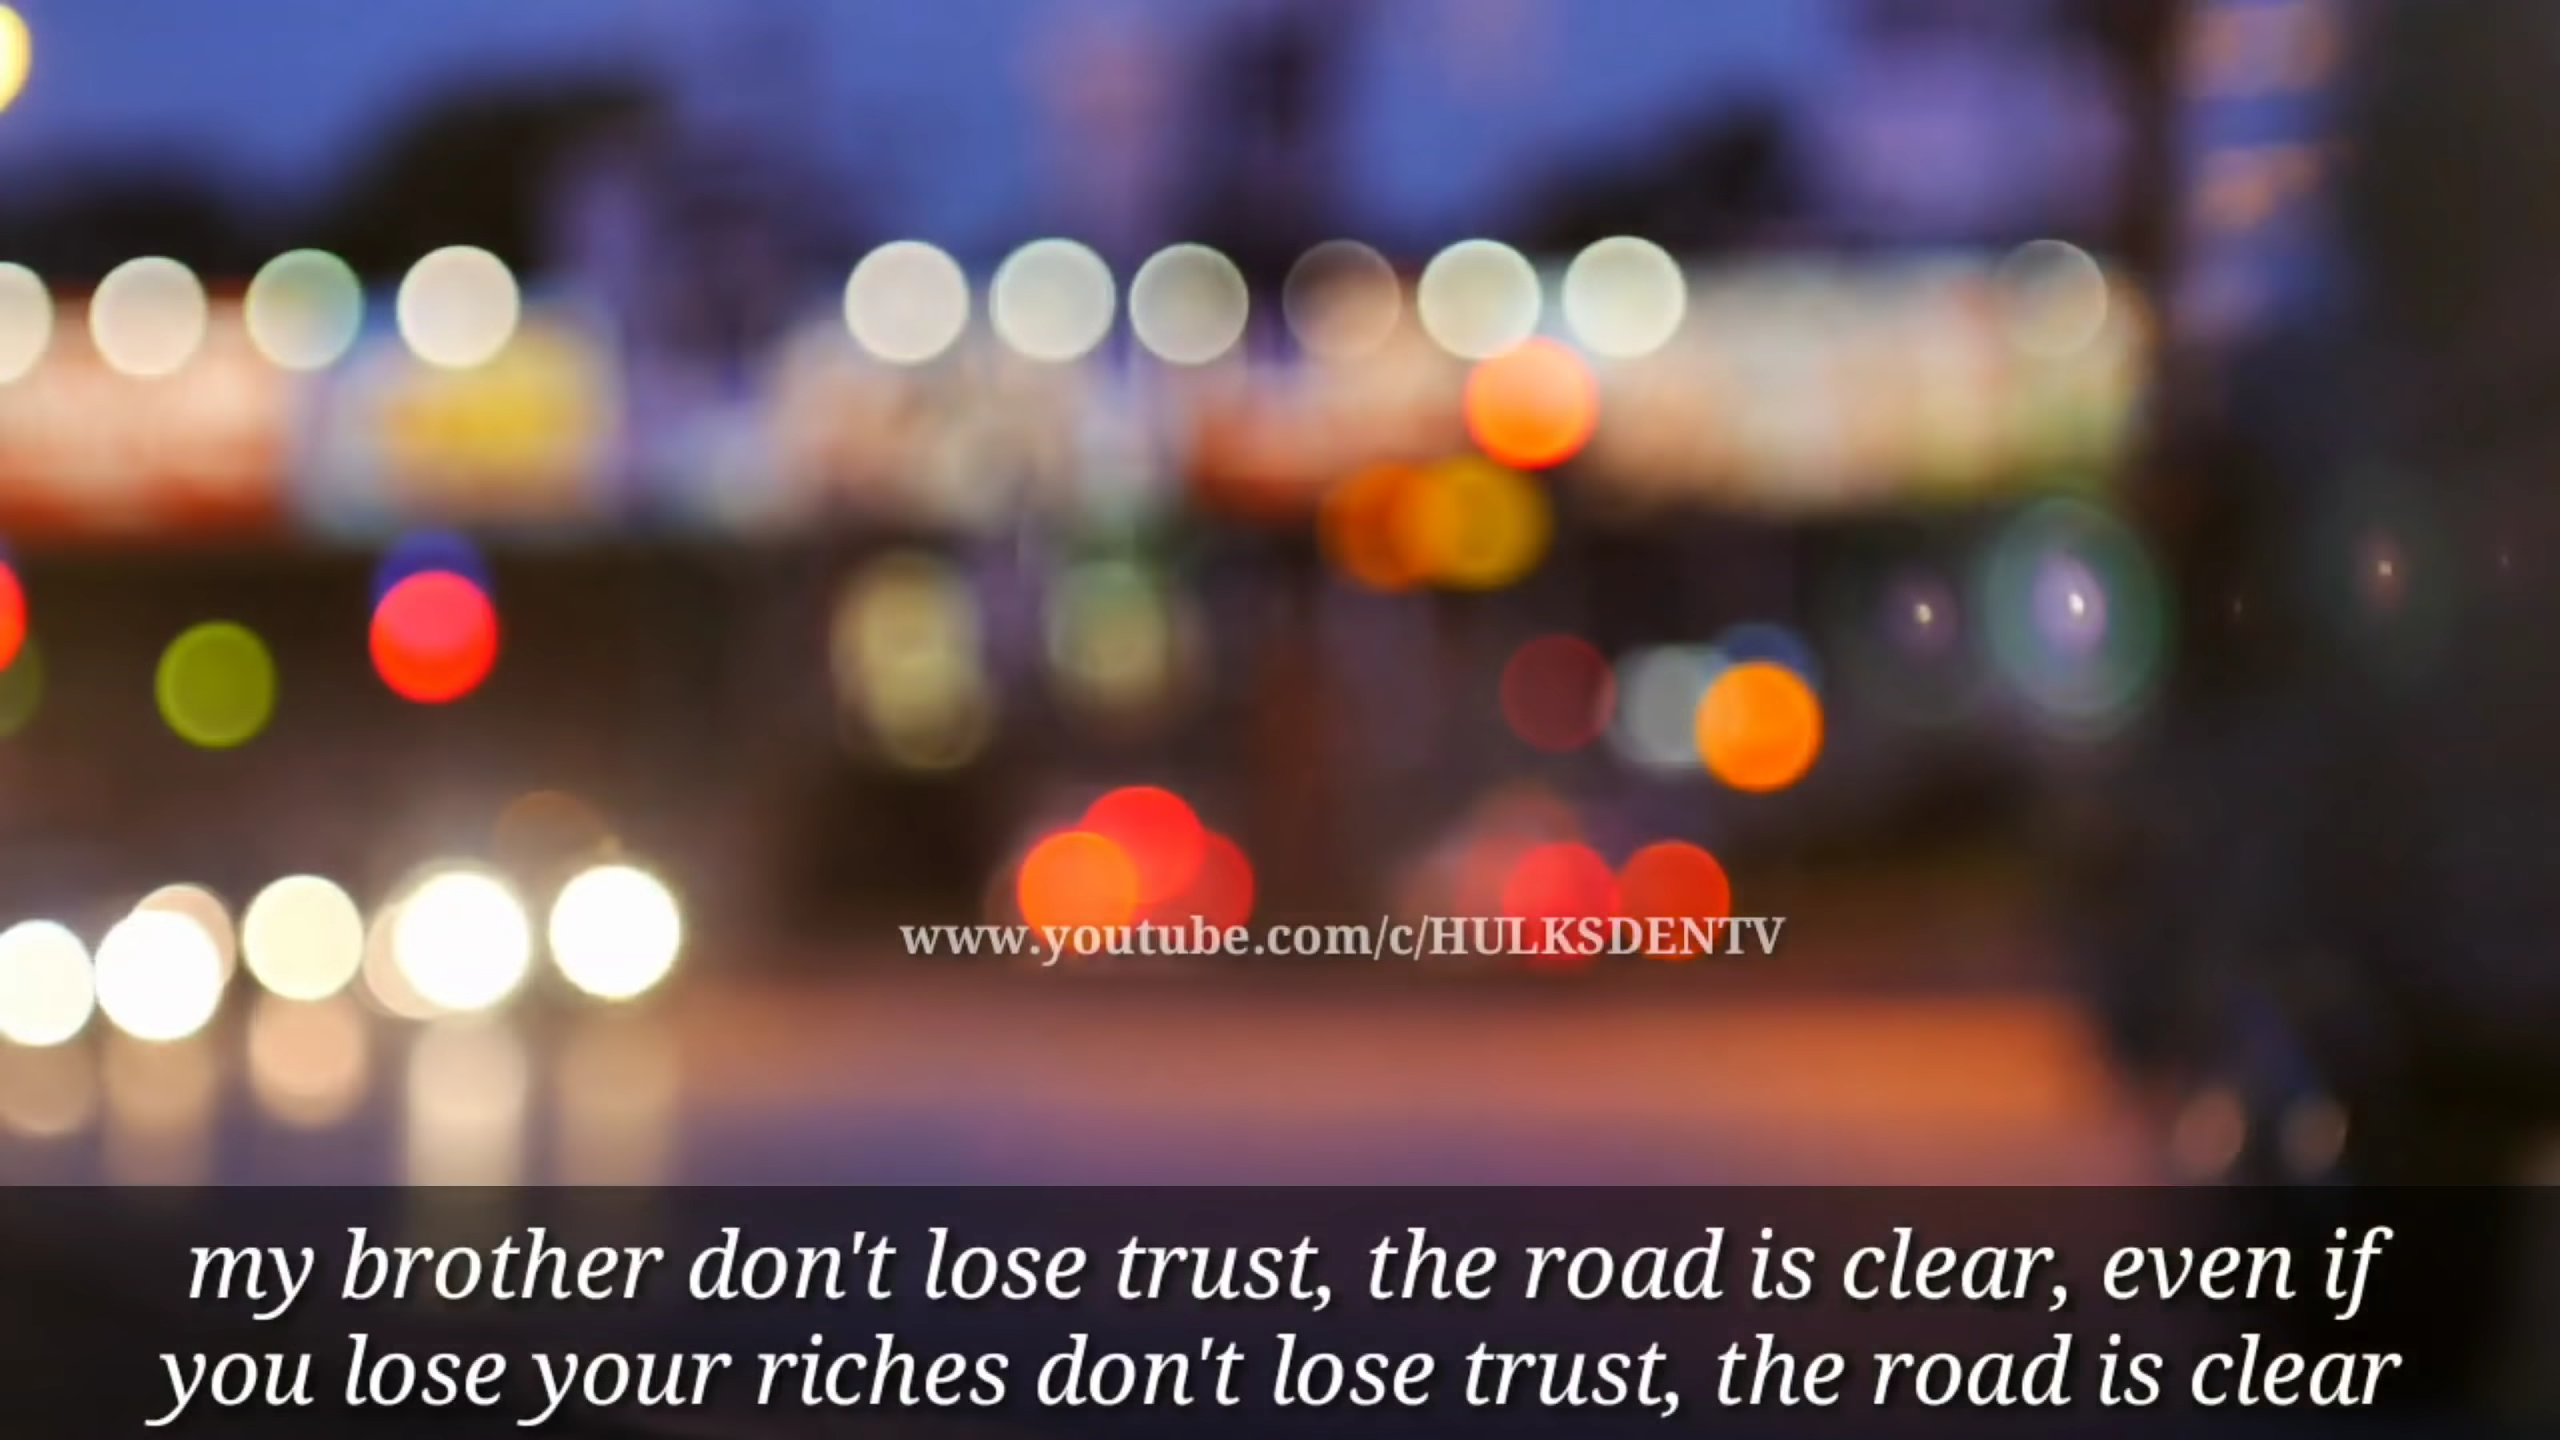 www.youtube.com/c/HULKSDENTV
my brother don't lose trust, the road is clear, even if
you lose your riches don't lose trust, the road is clear